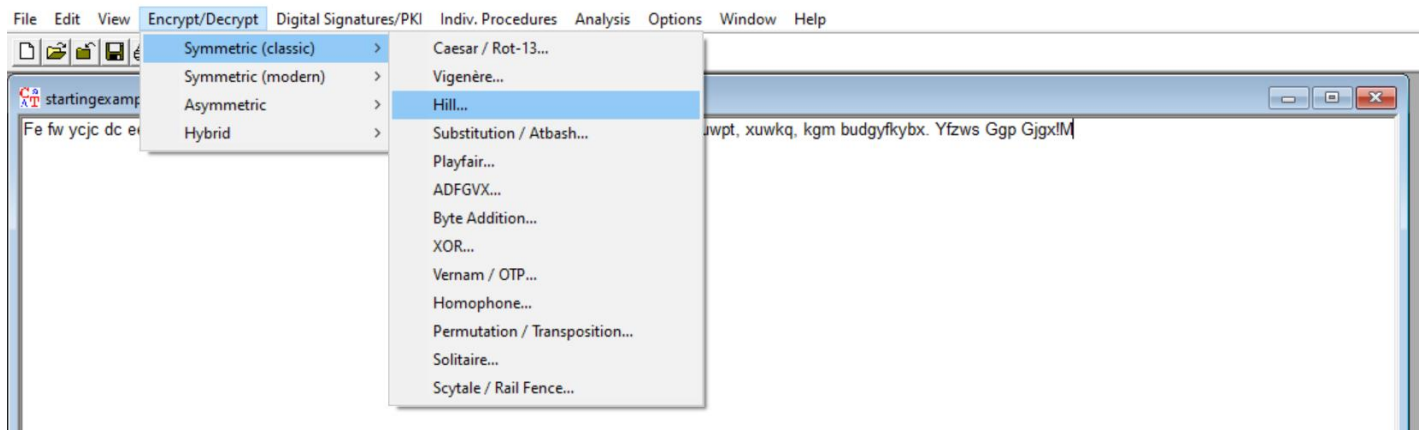 File Edit View Encrypt/Decrypt Digital Signatures/PKI Indiv. Procedures Analysis Options Window Help
Symmetric (classic) >
Symmetric (modern) >
Asymmetric >
Hybrid >
Caesar / Rot-13...
Vigenère...
Hill...
Substitution / Atbash...
Playfair...
ADFGVX...
Byte Addition...
XOR...
Vernam / OTP...
Homophone...
Permutation / Transposition...
Solitaire...
Scytale / Rail Fence...
Fe fw ycjc dc xuwkq, kgm budgyfkybx. Yfzws Ggp Gjgx!M